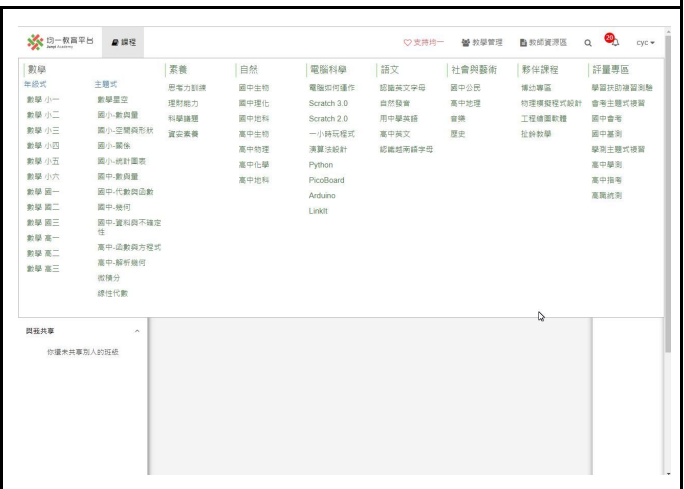 均一教育平台
Junyi Academy
課程
支持均一
教學管理
教師資源區
20
cyc
數學
年級式
數學 小一
數學 小二
數學 小三
數學 小四
數學 小五
數學 小六
數學 國一
數學 國二
數學 國三
數學 高一
數學 高二
數學 高三
主題式
數學星空
國小-數與量
國小-空間與形狀
國小-關係
國小-統計圖表
國中-數與量
國中-代數與函數
國中-幾何
國中-資料與不確定
性
高中-函數與方程式
高中-解析幾何
微積分
線性代數
素養
思考力訓練
理財能力
科學議題
資安素養
自然
國中生物
國中理化
國中地科
高中生物
高中物理
高中化學
高中地科
電腦科學
電腦如何運作
Scratch 3.0
Scratch 2.0
一小時玩程式
演算法設計
Python
PicoBoard
Arduino
LinkIt
語文
認識英文字母
自然發音
用中學英語
高中英文
認識越南語字母
社會與藝術
國中公民
高中地理
音樂
歷史
夥伴課程
博幼專區
物理模擬程式設計
工程繪圖軟體
扯鈴教學
評量專區
學習扶助複習測驗
會考主題式複習
國中會考
國中基測
學測主題式複習
高中學測
高中指考
高職統測
與我共享
你還未共享別人的班級